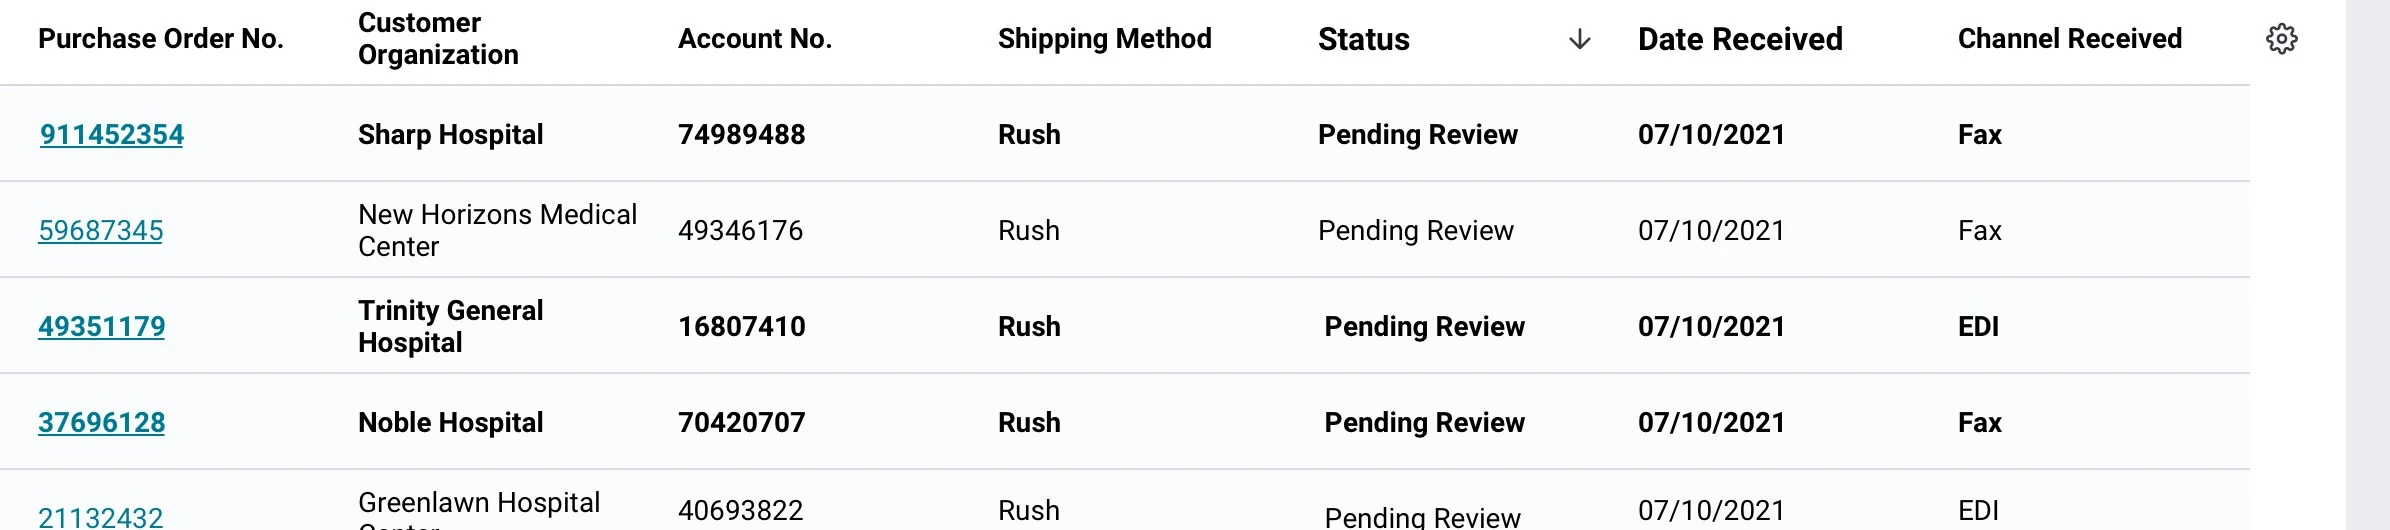 Purchase Order No. Customer Organization Account No. Shipping Method Status Date Received Channel Received
911452354 Sharp Hospital 74989488 Rush Pending Review 07/10/2021 Fax
59687345 New Horizons Medical Center 49346176 Rush Pending Review 07/10/2021 Fax
49351179 Trinity General Hospital 16807410 Rush Pending Review 07/10/2021 EDI
37696128 Noble Hospital 70420707 Rush Pending Review 07/10/2021 Fax
21132432 Greenlawn Hospital 40693822 Rush Pending Review 07/10/2021 EDI